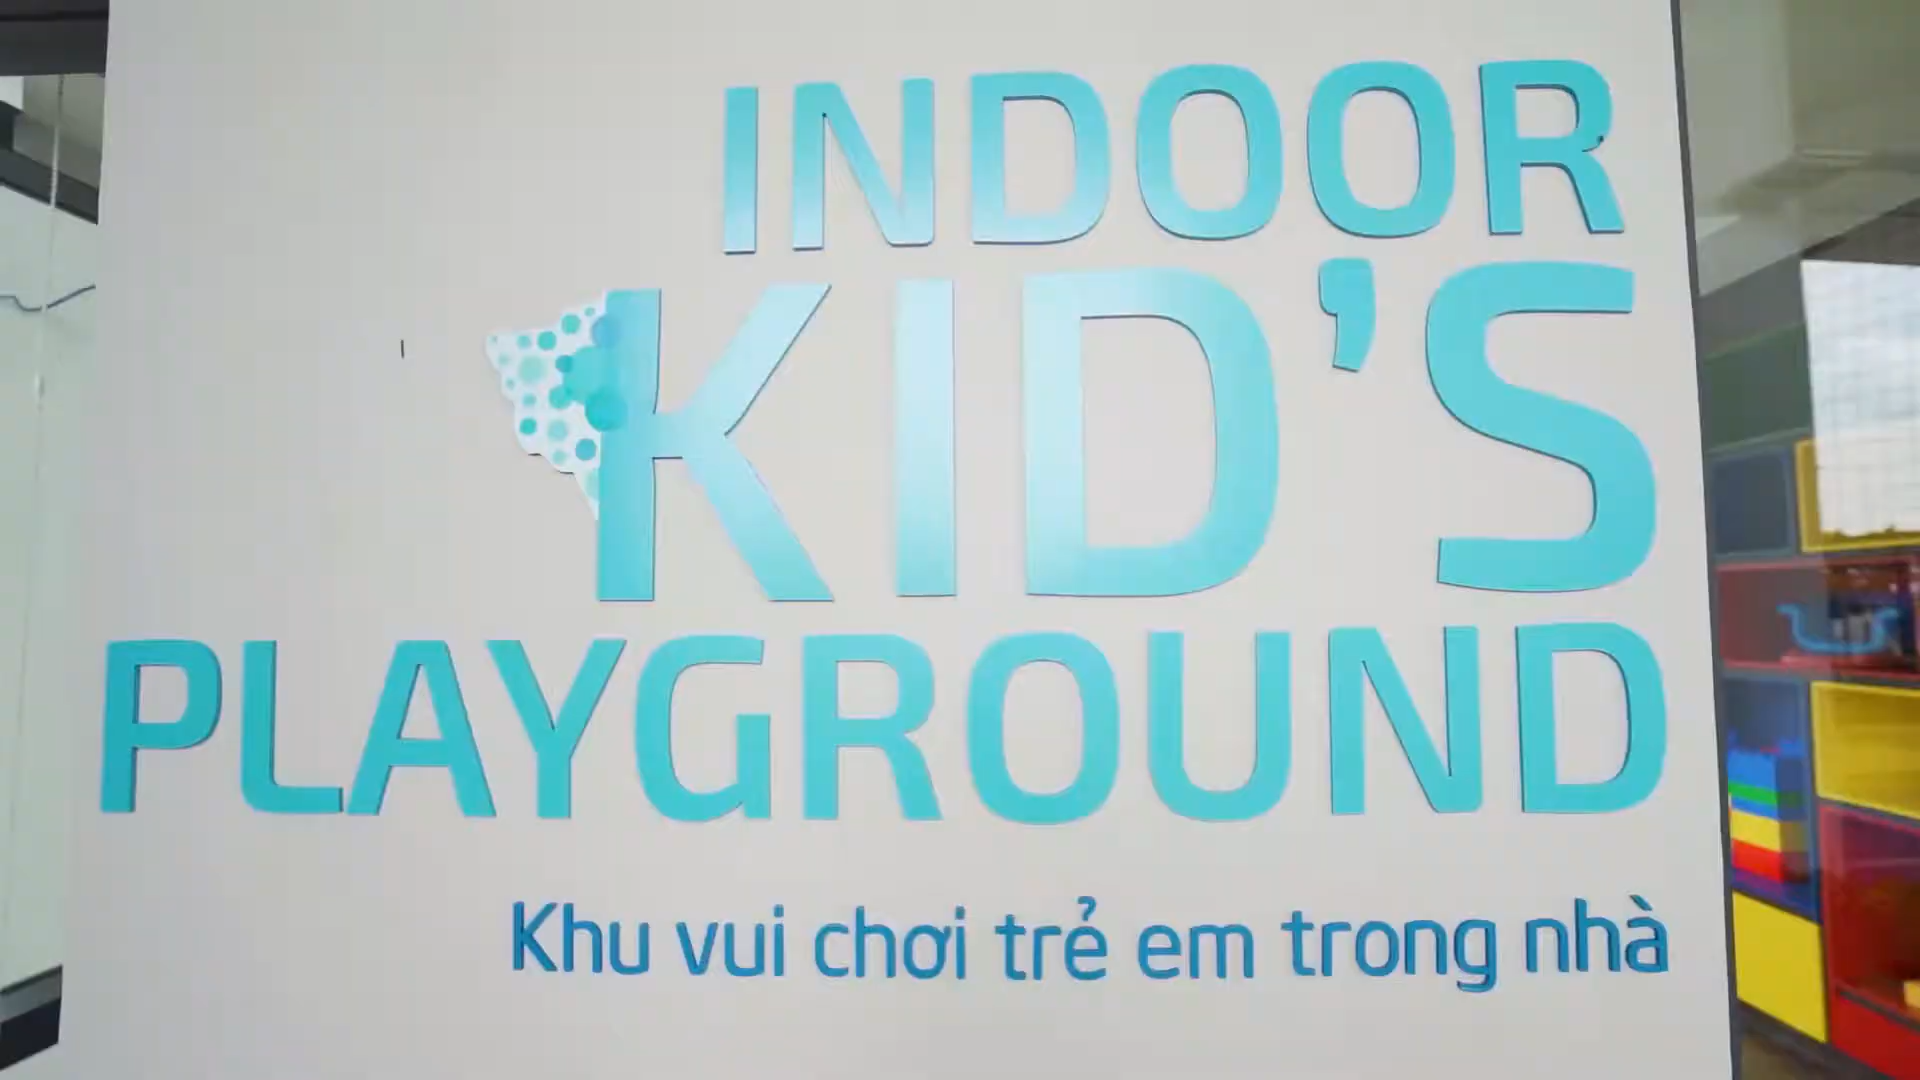 INDOOR
KID'S
PLAYGROUND
Khu vui chơi trẻ em trong nhà